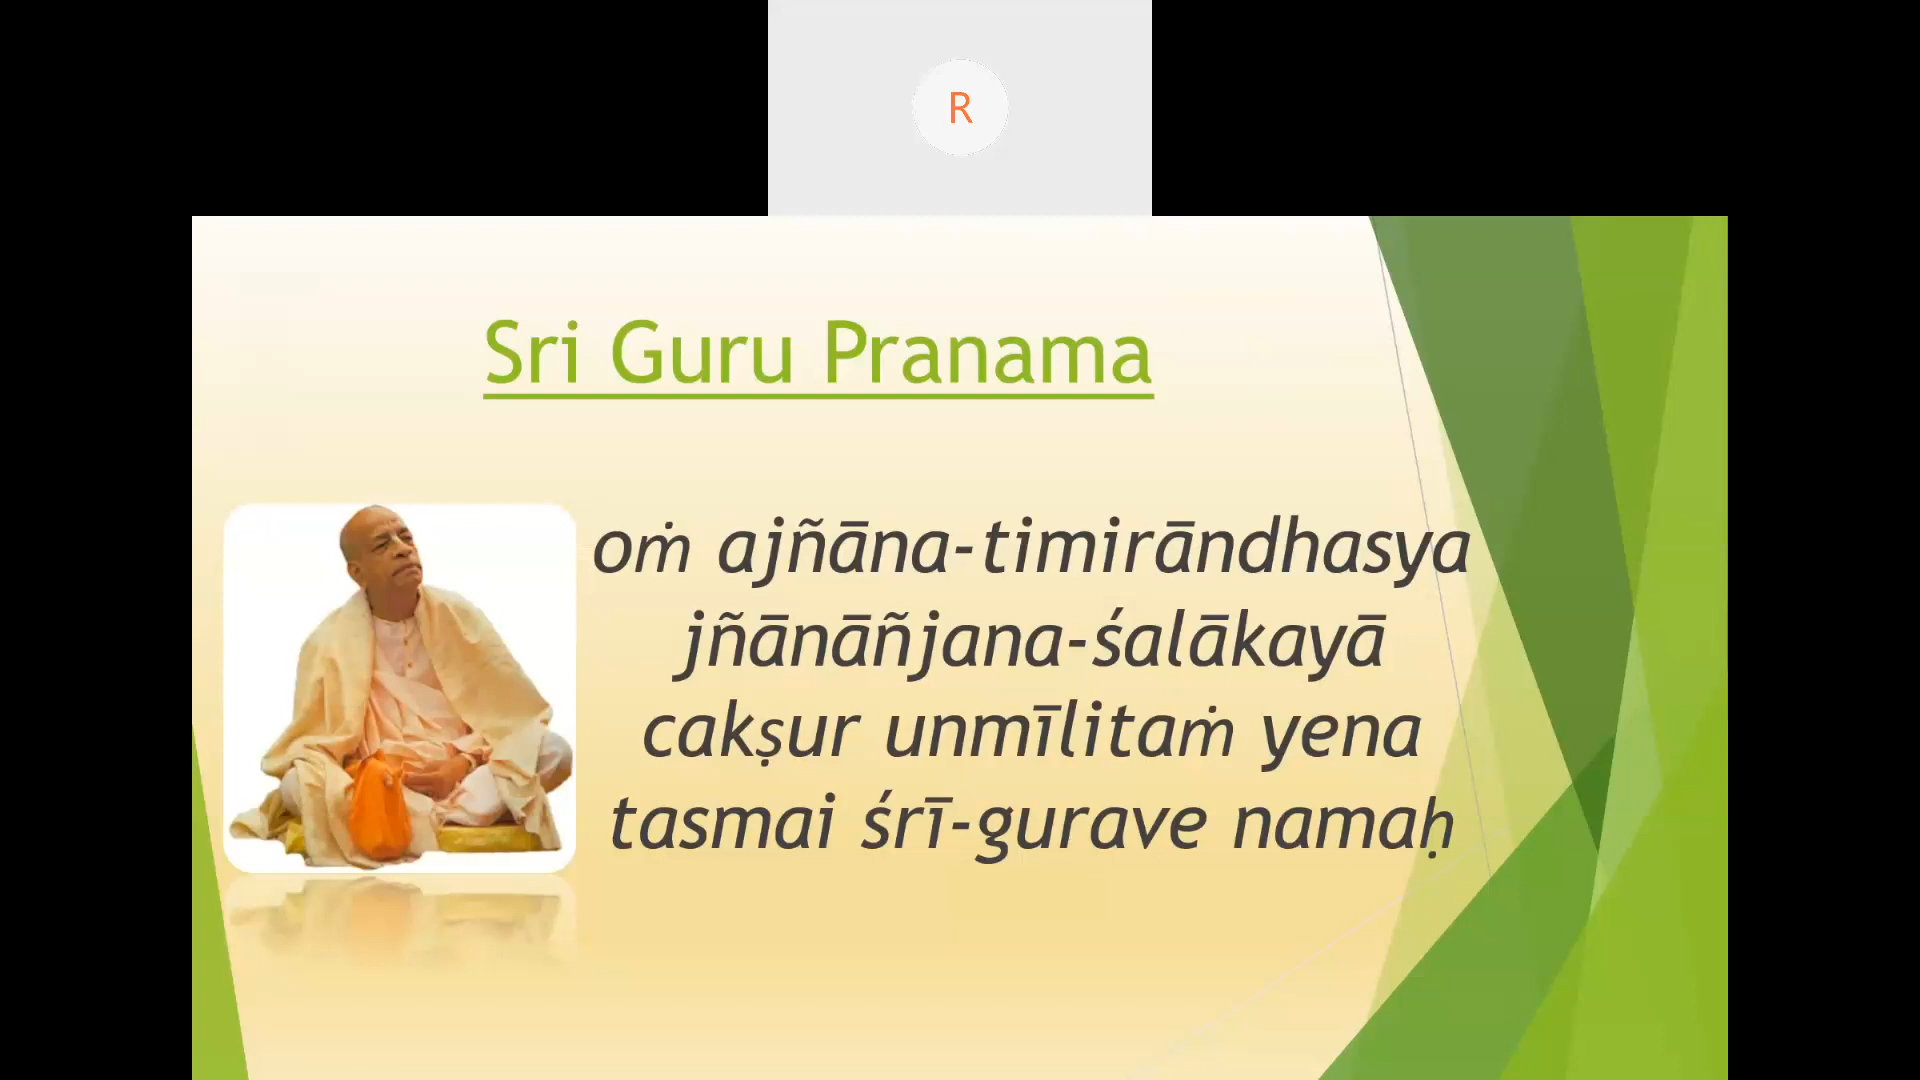 R
Sri Guru Pranama
oṁ ajñāna-timirāndhasya
jñānāñjana-śalākayā
cakṣur unmīlitaṁ yena
tasmai śrī-gurave namaḥ